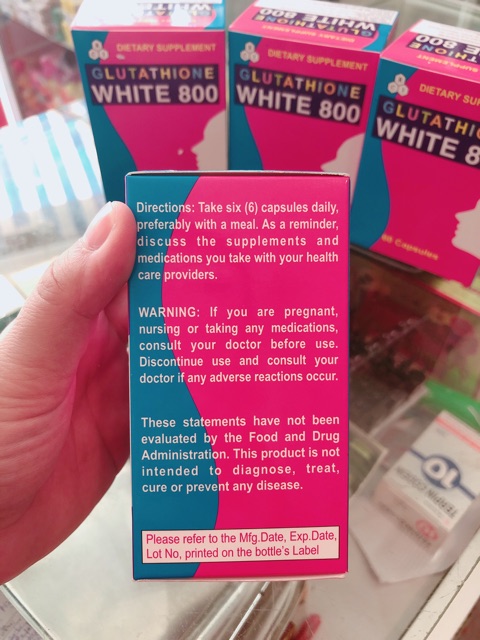 DIETARY SUPPLEMENT
GLUTATHIONE
WHITE 800
DIETARY SUPPLEMENT
GLUTATHIONE
WHITE 800
DIETARY
GLUTATHIONE
WHITE
60 Capsules
Directions: Take six (6) capsules daily,
preferably with a meal. As a reminder,
discuss the supplements and
medications you take with your health
care providers.
WARNING: If you are pregnant,
nursing or taking any medications,
consult your doctor before use.
Discontinue use and consult your
doctor if any adverse reactions occur.
These statements have not been
evaluated by the Food and Drug
Administration. This product is not
intended to diagnose, treat,
cure or prevent any disease.
Please refer to the Mfg.Date, Exp.Date,
Lot No, printed on the bottle's Label